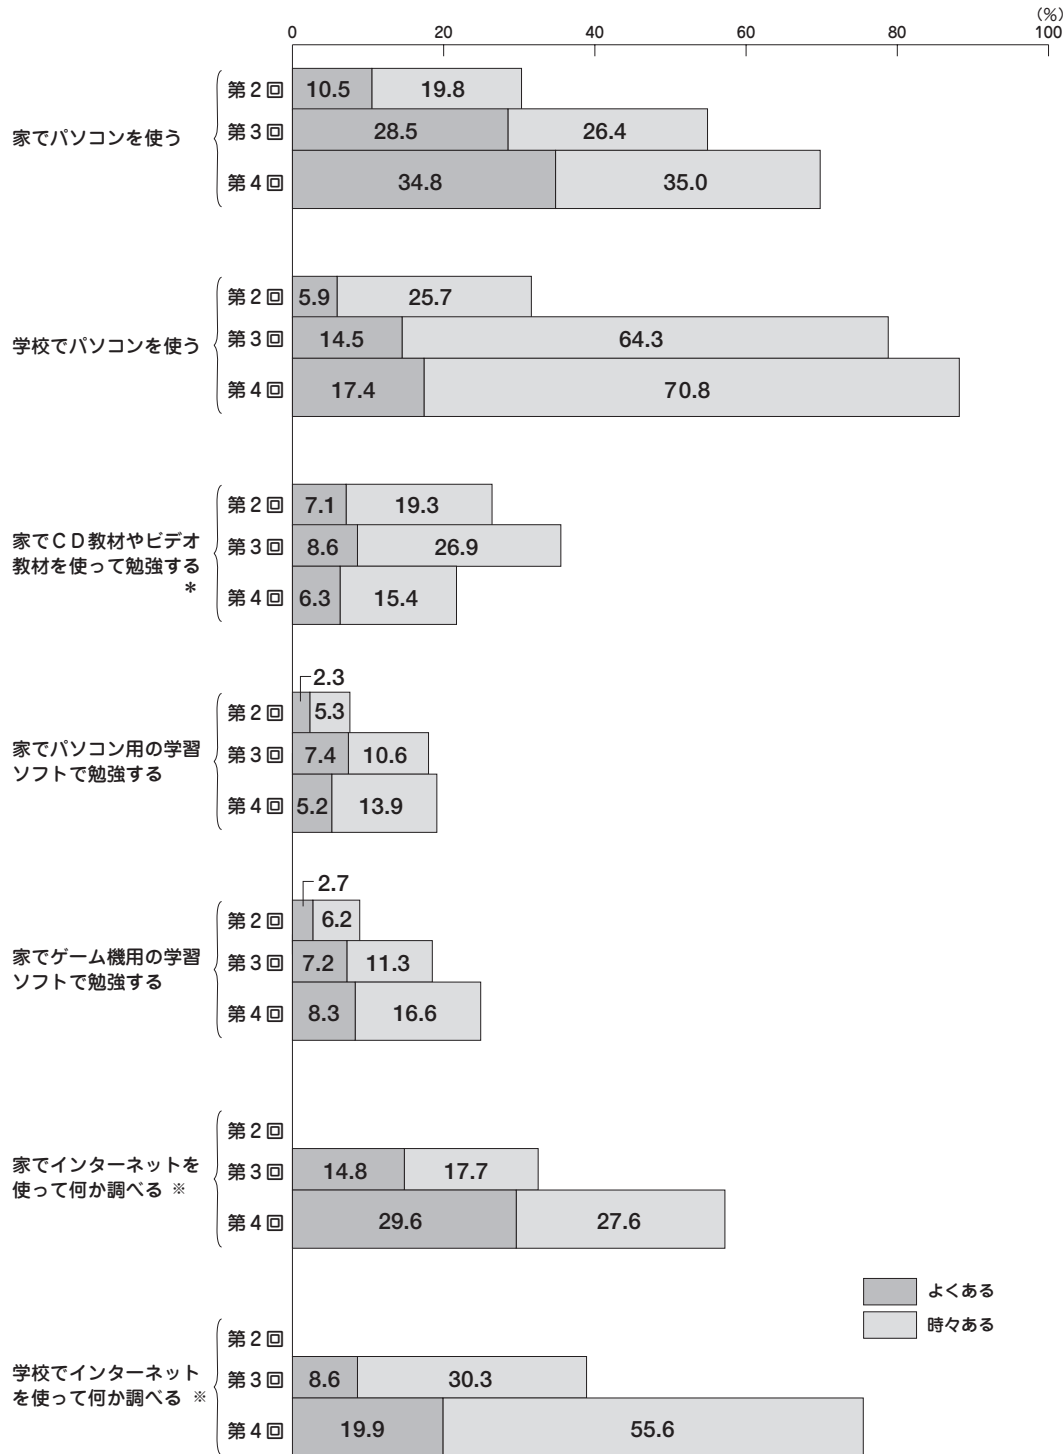 (%)
0 20 40 60 80 100
家でパソコンを使う
第2回 10.5 19.8
第3回 28.5 26.4
第4回 34.8 35.0
学校でパソコンを使う
第2回 5.9 25.7
第3回 14.5 64.3
第4回 17.4 70.8
家でCD教材やビデオ
教材を使って勉強する
＊
第2回 7.1 19.3
第3回 8.6 26.9
第4回 6.3 15.4
家でパソコン用の学習
ソフトで勉強する
2.3
第2回 5.3
第3回 7.4 10.6
第4回 5.2 13.9
家でゲーム機用の学習
ソフトで勉強する
2.7
第2回 6.2
第3回 7.2 11.3
第4回 8.3 16.6
家でインターネットを
使って何か調べる ※
第2回
第3回 14.8 17.7
第4回 29.6 27.6
よくある
時々ある
学校でインターネット
を使って何か調べる ※
第2回
第3回 8.6 30.3
第4回 19.9 55.6